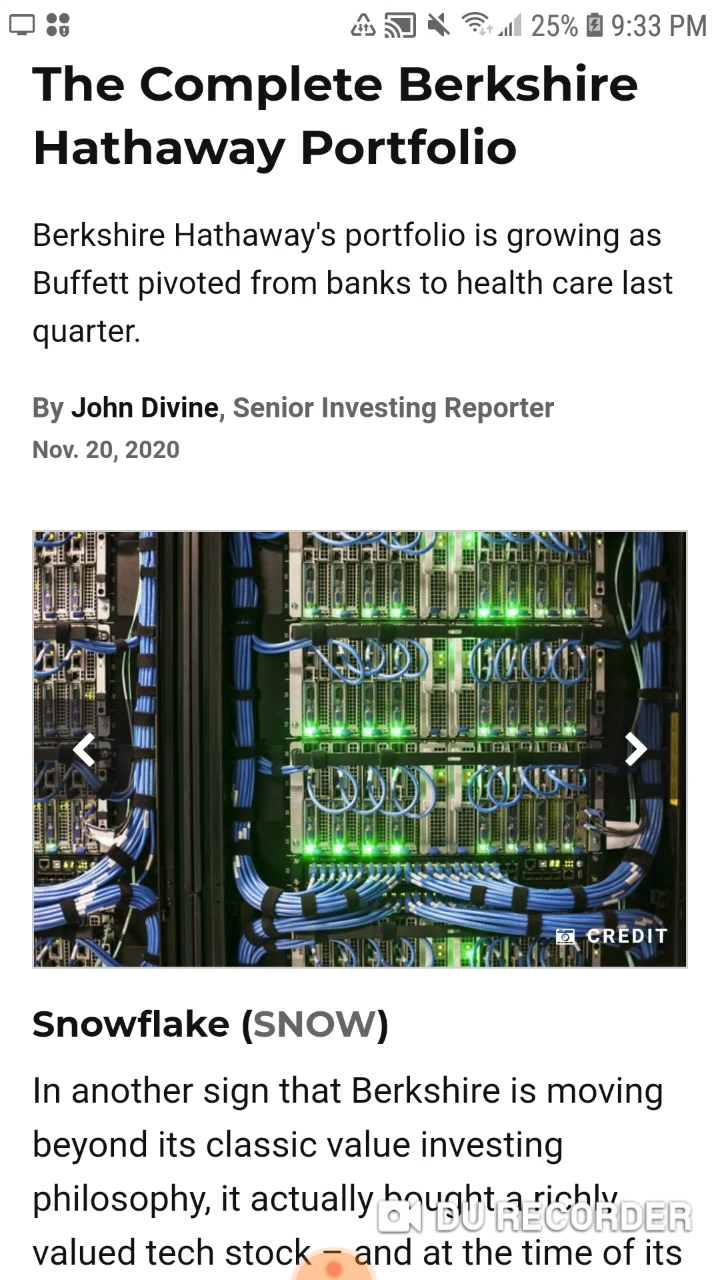 25% 9:33 PM
The Complete Berkshire
Hathaway Portfolio
Berkshire Hathaway's portfolio is growing as
Buffett pivoted from banks to health care last
quarter.
By John Divine, Senior Investing Reporter
Nov. 20, 2020
CREDIT
Snowflake (SNOW)
In another sign that Berkshire is moving
beyond its classic value investing
philosophy, it actually bought a richly
DU RECORDER
valued tech stock – and at the time of its